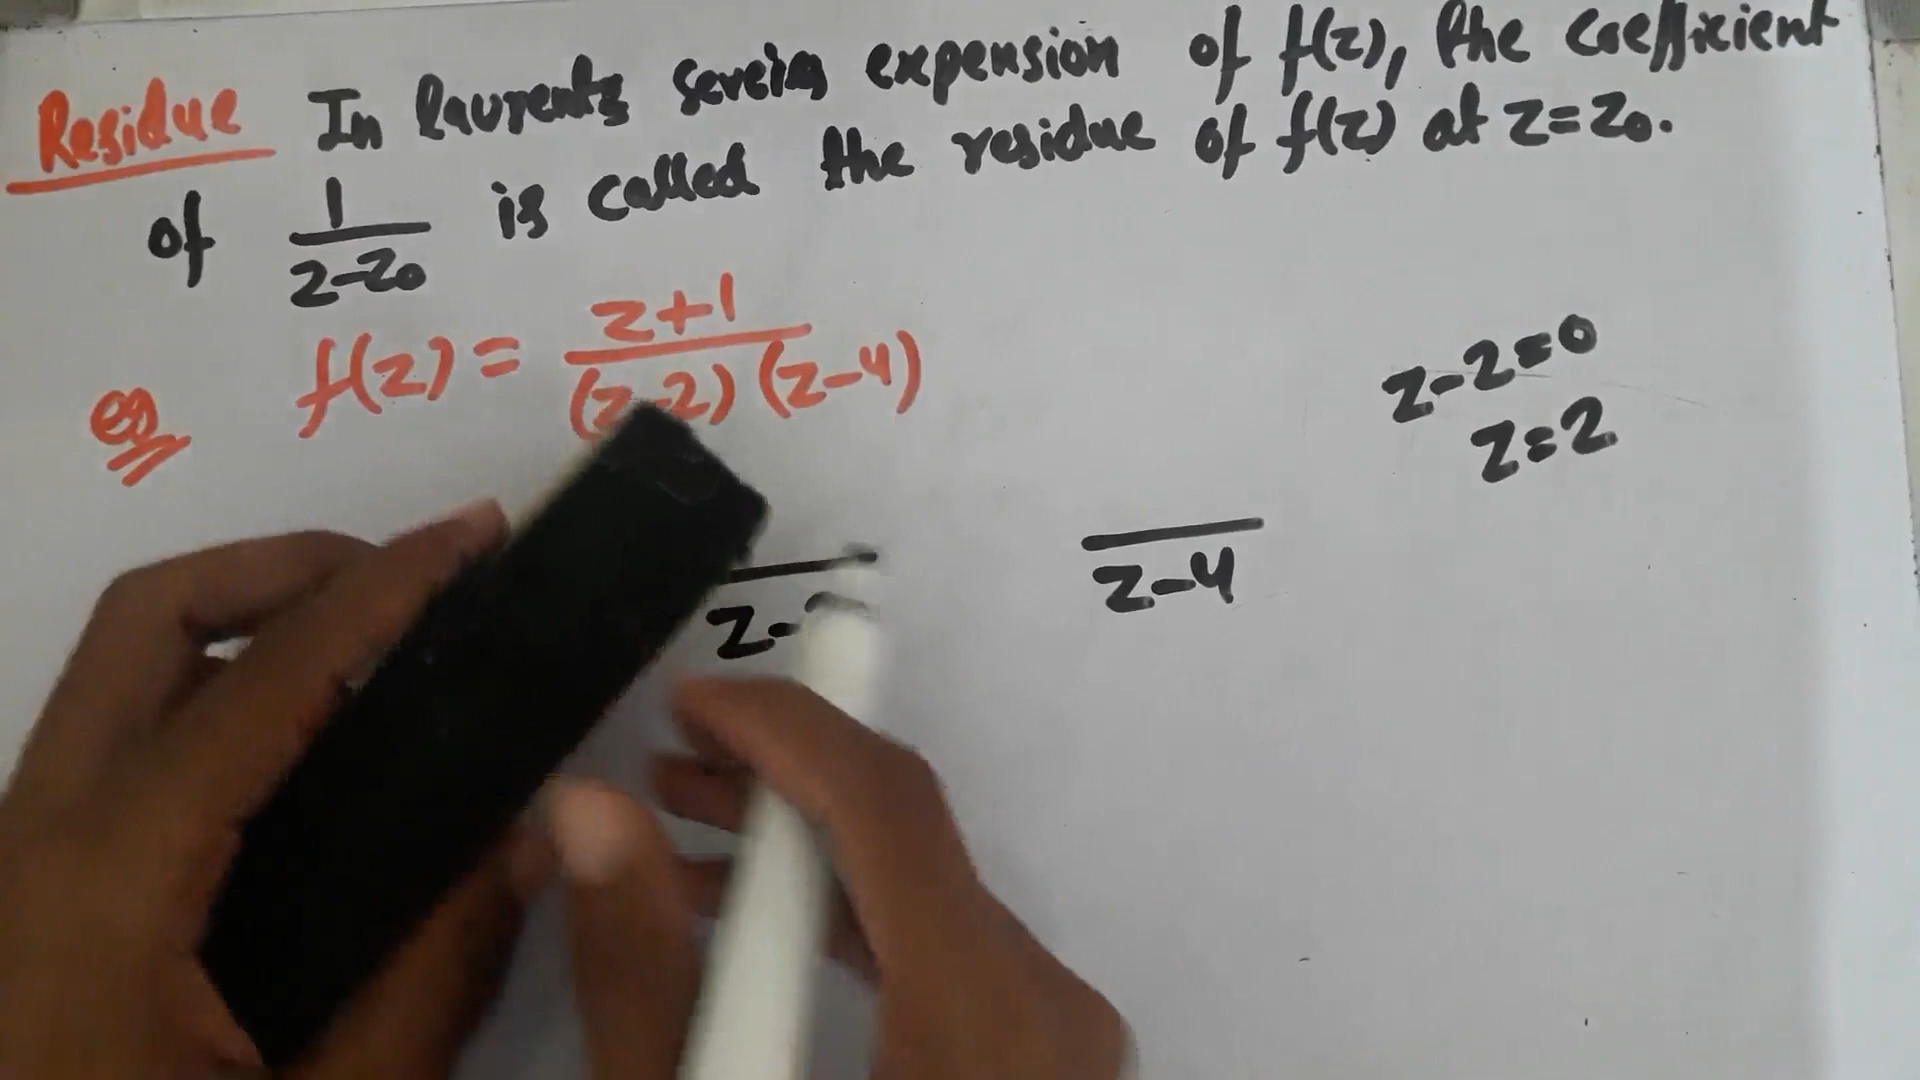 Residue In laurents sereies expension of f(z), the coefficient
of 1/(z-z0) is called the residue of f(z) at z=z0.
eg f(z) = (z+1)/((z-2)(z-4))
z-2=0
z=2
z-
z-4